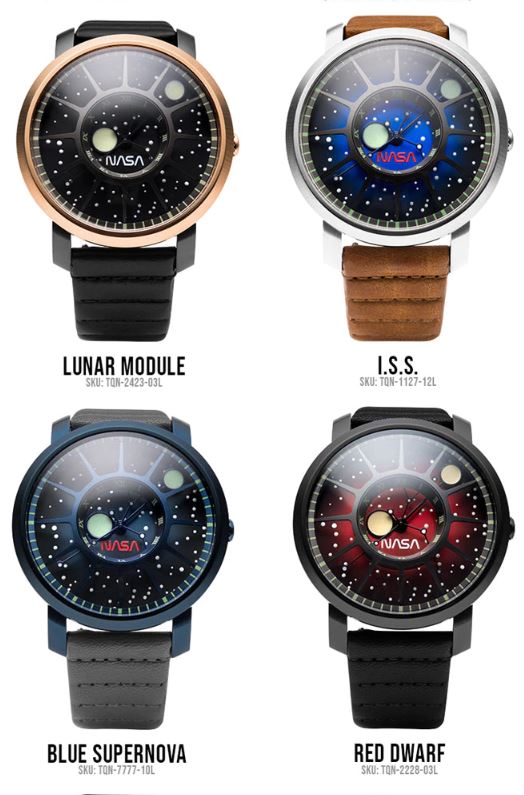 NASA
NASA
LUNAR MODULE
SKU: TQN-2423-03L
I.S.S.
SKU: TQN-1127-12L
NASA
NASA
BLUE SUPERNOVA
SKU: TQN-7777-10L
RED DWARF
SKU: TQN-2228-03L